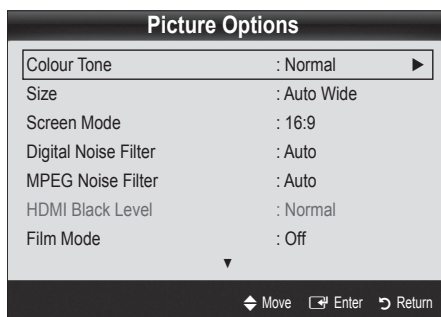 Picture Options
Colour Tone : Normal ►
Size : Auto Wide
Screen Mode : 16:9
Digital Noise Filter : Auto
MPEG Noise Filter : Auto
HDMI Black Level : Normal
Film Mode : Off
▼
Move Enter Return